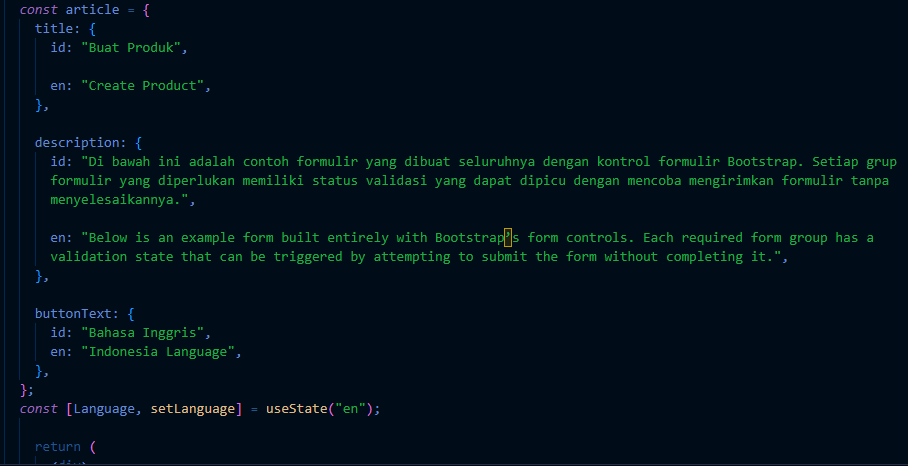 const article = {
title: {
id: "Buat Produk",
en: "Create Product",
},
description: {
id: "Di bawah ini adalah contoh formulir yang dibuat seluruhnya dengan kontrol formulir Bootstrap. Setiap grup
formulir yang diperlukan memiliki status validasi yang dapat dipicu dengan mencoba mengirimkan formulir tanpa
menyelesaikannya.",
en: "Below is an example form built entirely with Bootstrap’s form controls. Each required form group has a
validation state that can be triggered by attempting to submit the form without completing it.",
},
buttonText: {
id: "Bahasa Inggris",
en: "Indonesia Language",
},
};
const [Language, setLanguage] = useState("en");
return (